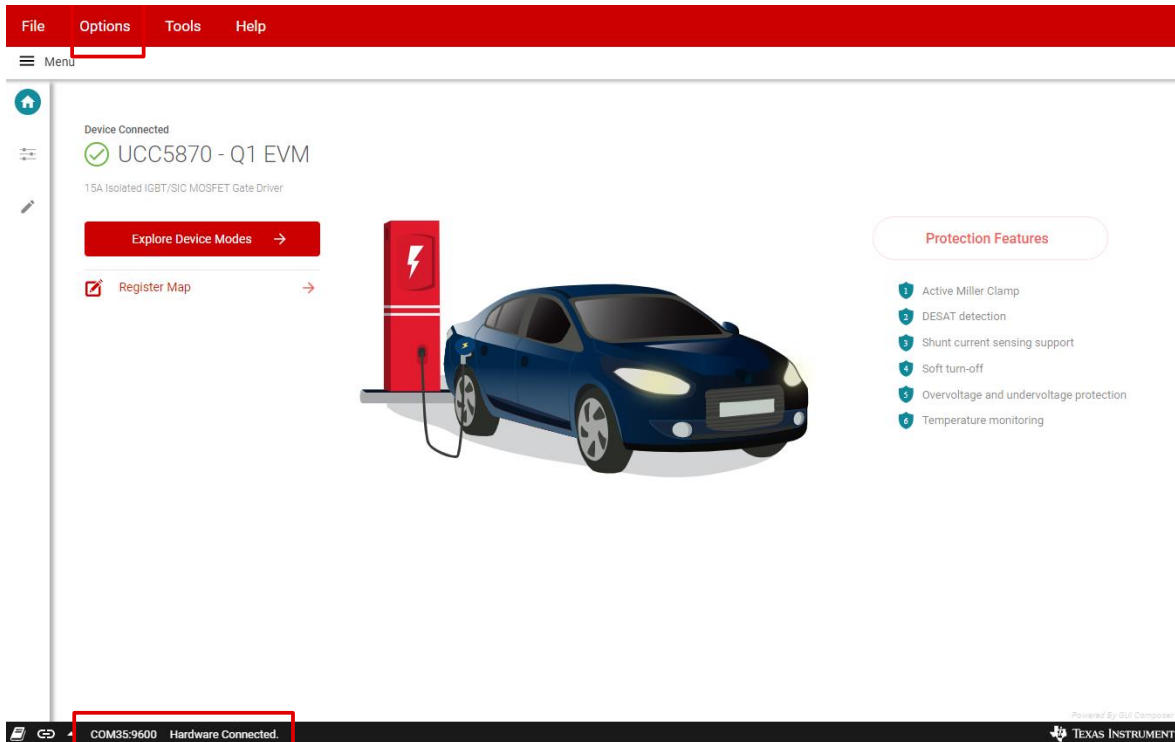 File Options Tools Help
Menu
Device Connected
UCC5870 - Q1 EVM
15A Isolated IGBT/SIC MOSFET Gate Driver
Explore Device Modes
Register Map
Protection Features
1 Active Miller Clamp
2 DESAT detection
3 Shunt current sensing support
4 Soft turn-off
5 Overvoltage and undervoltage protection
6 Temperature monitoring
Powered By GUI Composer
COM35:9600 Hardware Connected.
TEXAS INSTRUMENT